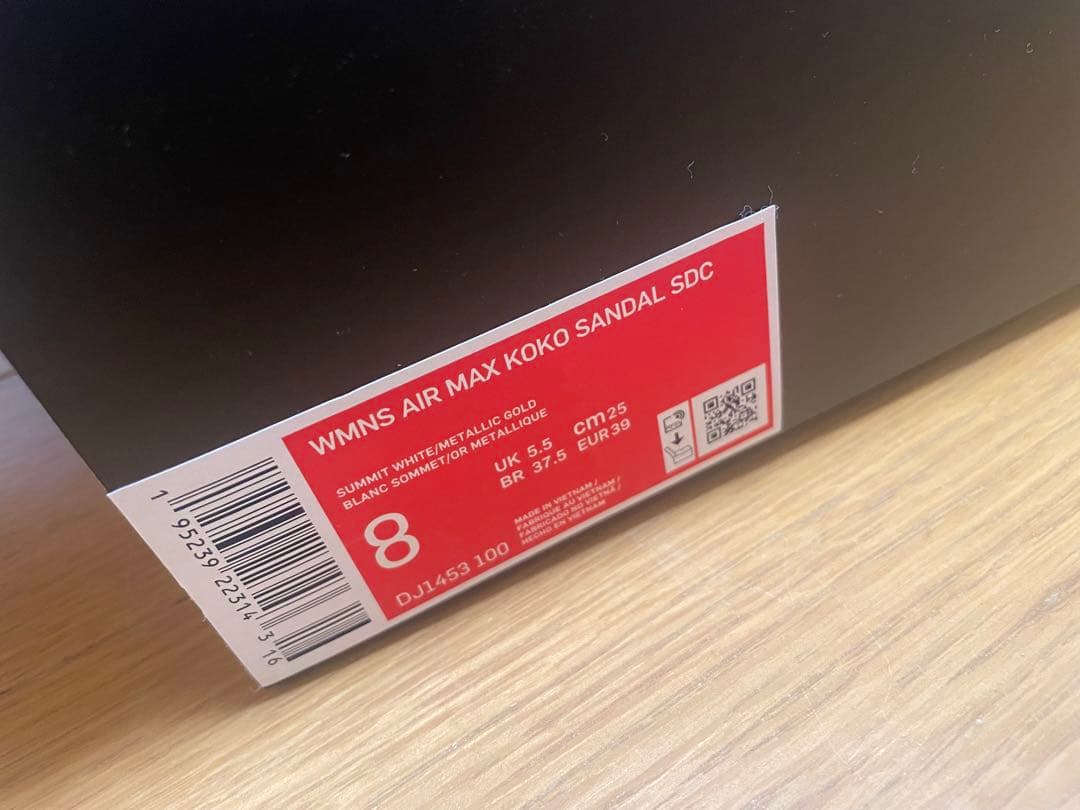 WMNS AIR MAX KOKO SANDAL SDC
SUMMIT WHITE/METALLIC GOLD
BLANC SOMMET/OR METALLIQUE
UK 5.5 cm 25
BR 37.5 EUR 39
8
DJ1453 100
MADE IN VIETNAM /
FABRIQUE AU VIETNAM /
FABRICADO NO VIETNÃ /
HECHO EN VIETNAM
1 95239 22314 3 16